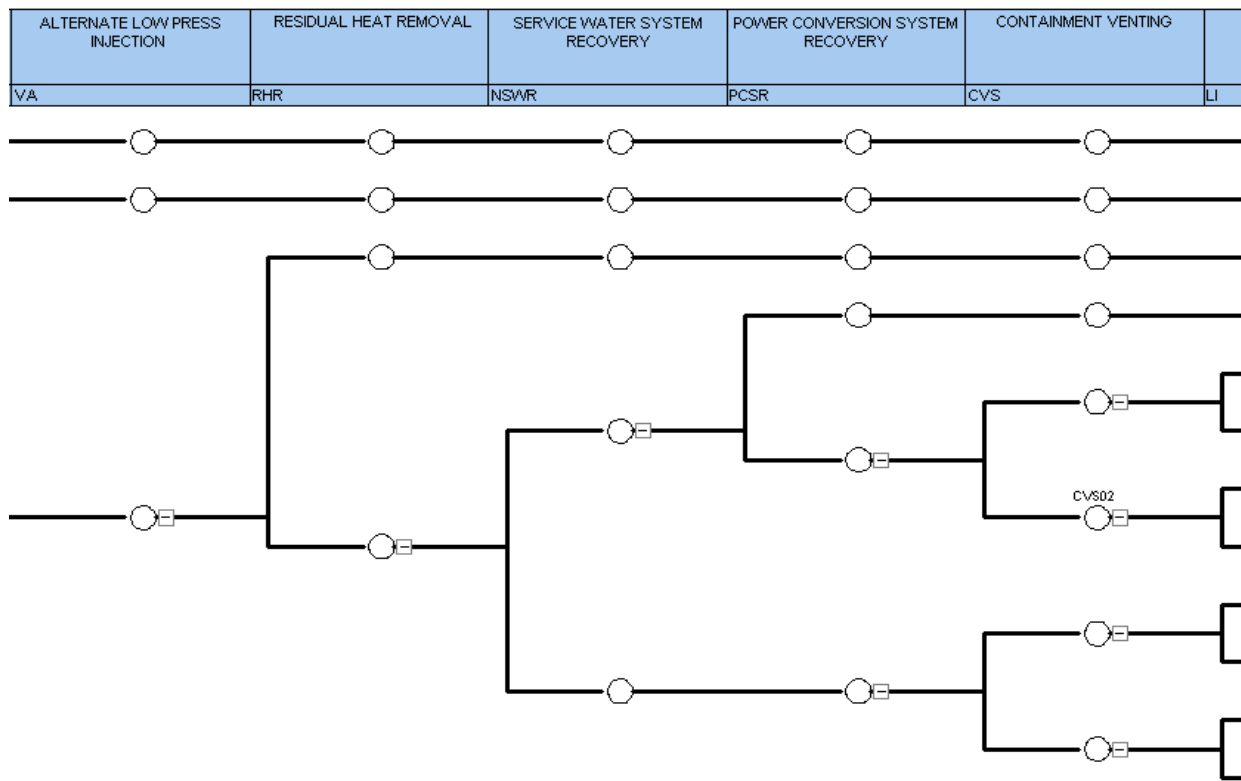 ALTERNATE LOW PRESS
INJECTION
RESIDUAL HEAT REMOVAL
SERVICE WATER SYSTEM
RECOVERY
POWER CONVERSION SYSTEM
RECOVERY
CONTAINMENT VENTING
VA
RHR
NSWR
PCSR
CVS
LI
CVS02